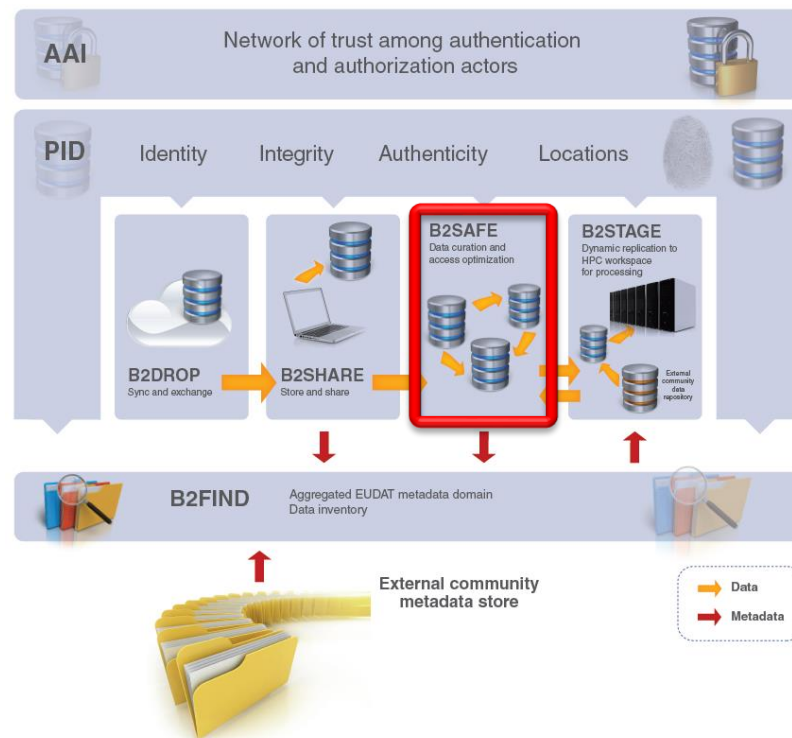 AAI
Network of trust among authentication
and authorization actors
PID
Identity
Integrity
Authenticity
Locations
B2DROP
Sync and exchange
B2SHARE
Store and share
B2SAFE
Data curation and
access optimization
B2STAGE
Dynamic replication to
HPC workspace
for processing
External
community
data
repository
B2FIND
Aggregated EUDAT metadata domain
Data inventory
External community
metadata store
Data
Metadata